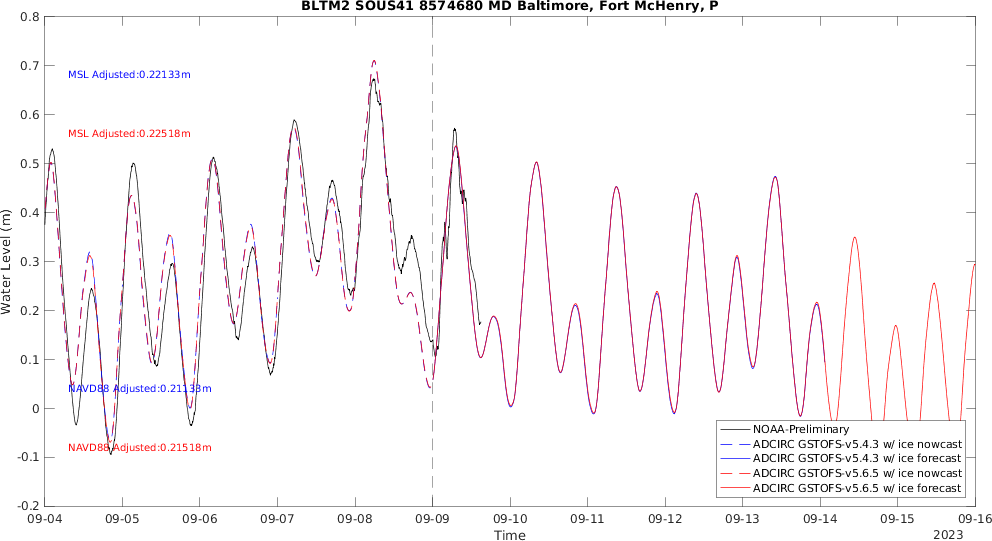 BLTM2 SOUS41 8574680 MD Baltimore, Fort McHenry, P
0.8
0.7
0.6
0.5
0.4
0.3
0.2
0.1
0
-0.1
-0.2
Water Level (m)
MSL Adjusted:0.22133m
MSL Adjusted:0.22518m
NAVD88 Adjusted:0.21133m
NAVD88 Adjusted:0.21518m
NOAA-Preliminary
ADCIRC GSTOFS-v5.4.3 w/ ice nowcast
ADCIRC GSTOFS-v5.4.3 w/ ice forecast
ADCIRC GSTOFS-v5.6.5 w/ ice nowcast
ADCIRC GSTOFS-v5.6.5 w/ ice forecast
09-04 09-05 09-06 09-07 09-08 09-09 09-10 09-11 09-12 09-13 09-14 09-15 09-16
Time
2023